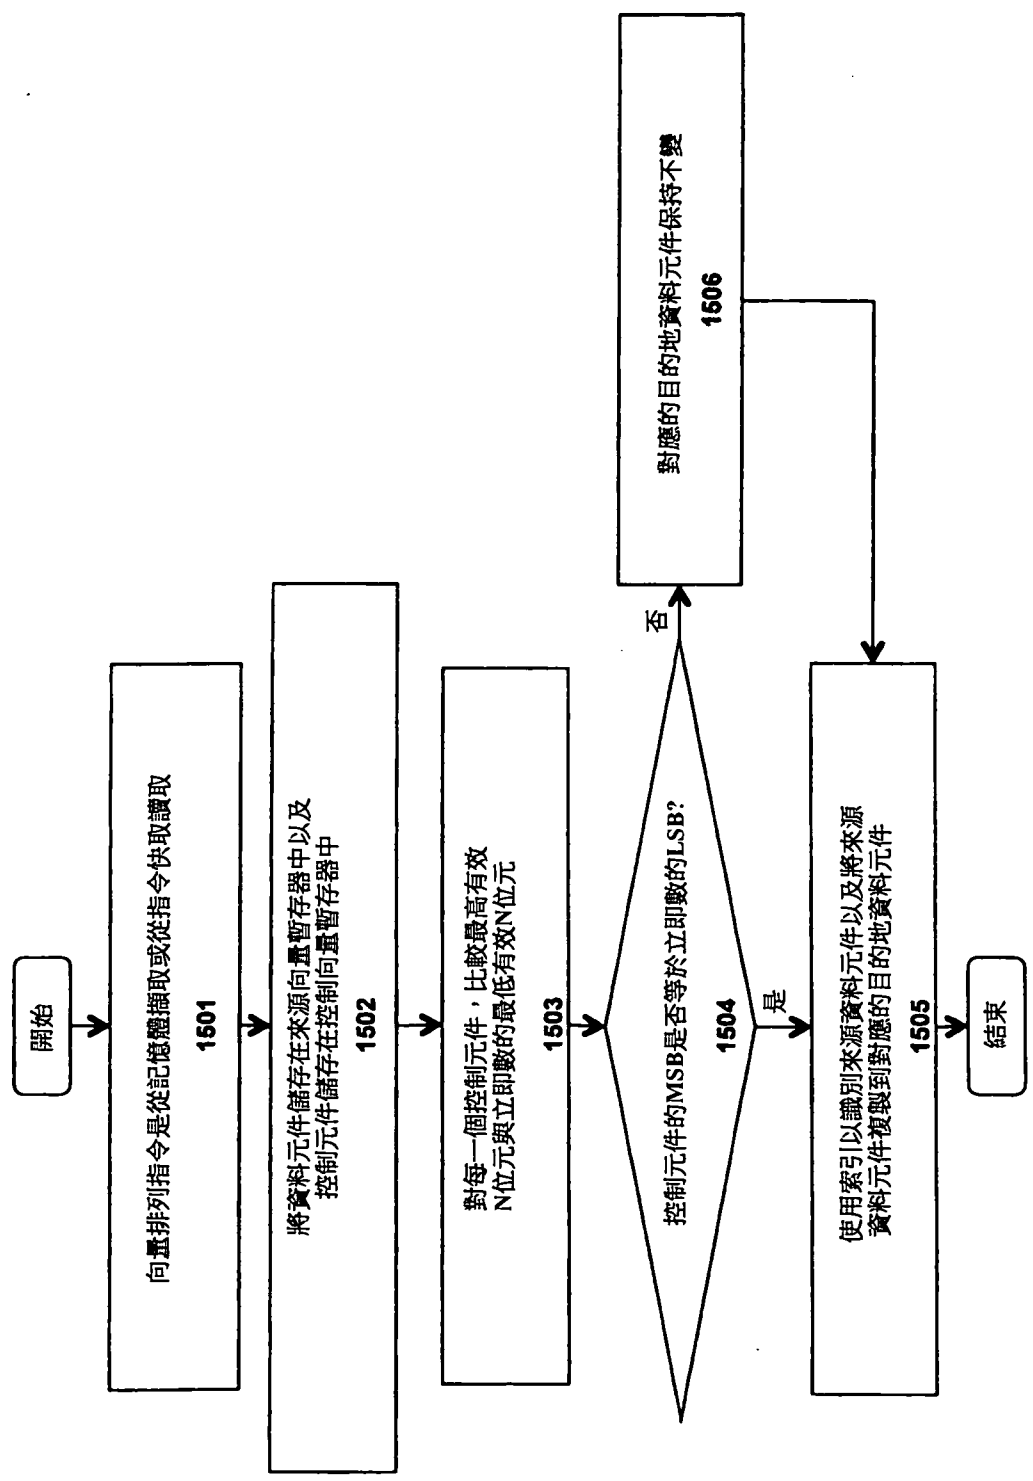 開始
向量排列指令是從記憶體擷取或從指令快取讀取
1501
將資料元件儲存在來源向量暫存器中以及
控制元件儲存在控制向量暫存器中
1502
對每一個控制元件，比較最高有效
N位元與立即數的最低有效N位元
1503
控制元件的MSB是否等於立即數的LSB?
1504
否
對應的目的地資料元件保持不變
1506
是
使用索引以識別來源資料元件以及將來源
資料元件複製到對應的目的地資料元件
1505
結束